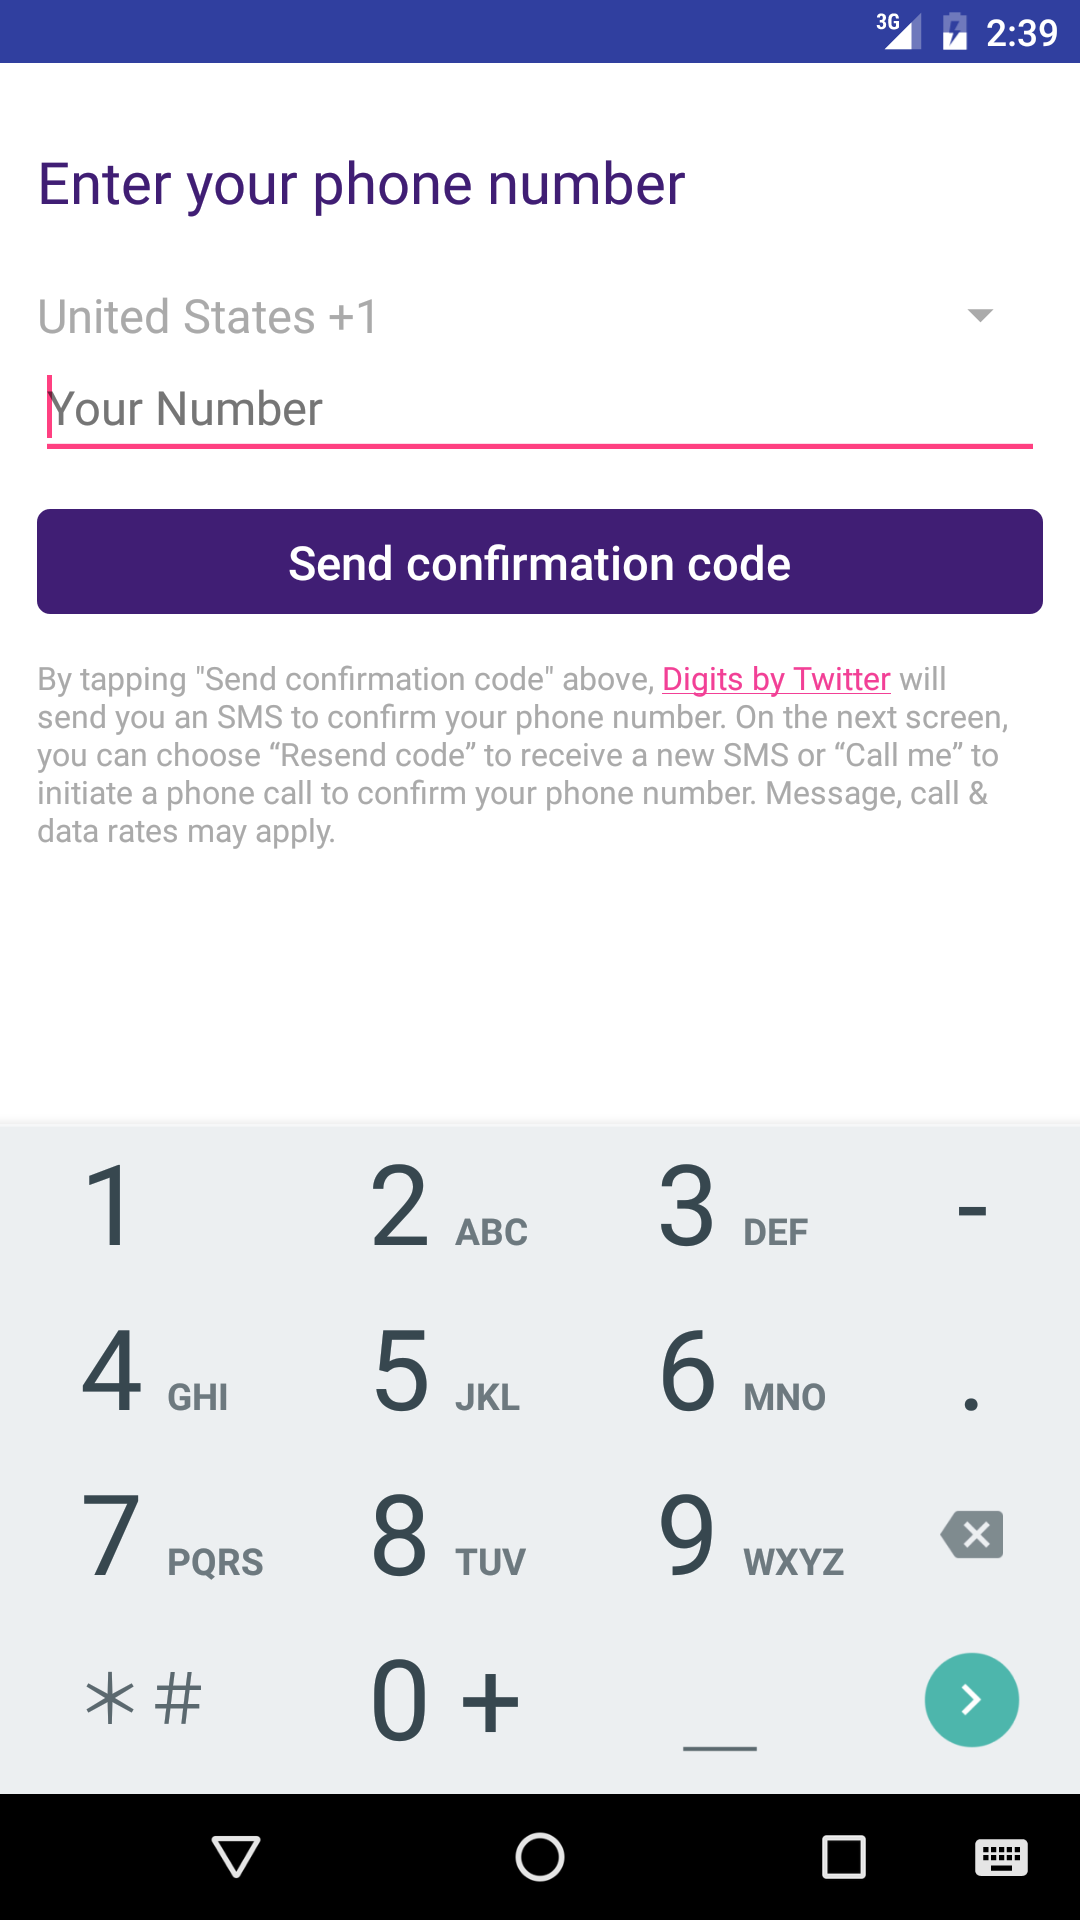 3G 2:39
Enter your phone number
United States +1
Your Number
Send confirmation code
By tapping "Send confirmation code" above, Digits by Twitter will
send you an SMS to confirm your phone number. On the next screen,
you can choose “Resend code” to receive a new SMS or “Call me” to
initiate a phone call to confirm your phone number. Message, call &
data rates may apply.
1 2 ABC 3 DEF -
4 GHI 5 JKL 6 MNO .
7 PQRS 8 TUV 9 WXYZ
*# 0 + _